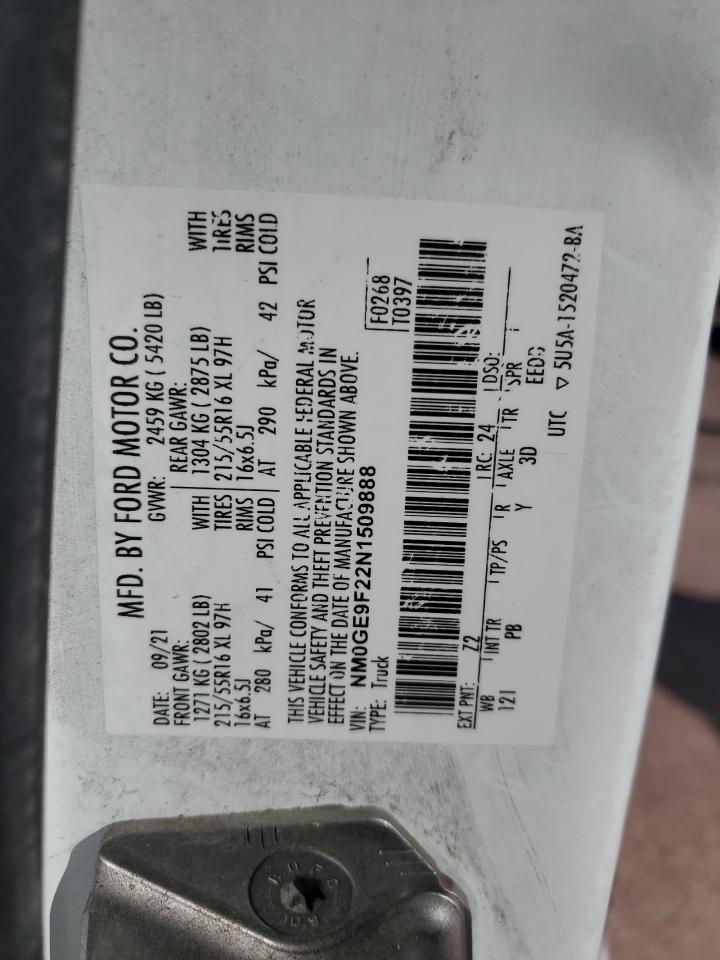 MFD. BY FORD MOTOR CO.
DATE: 09/21 GVWR: 2459 KG ( 5420 LB)
FRONT GAWR: REAR GAWR:
1271 KG ( 2802 LB) WITH 1304 KG ( 2875 LB) WITH
215/55R16 XL 97H TIRES 215/55R16 XL 97H TIRES
16x6.5J RIMS 16x6.5J RIMS
AT 280 kPa/ 41 PSI COLD AT 290 kPa/ 42 PSI COLD
THIS VEHICLE CONFORMS TO ALL APPLICABLE FEDERAL MOTOR
VEHICLE SAFETY AND THEFT PREVENTION STANDARDS IN
EFFECT ON THE DATE OF MANUFACTURE SHOWN ABOVE.
VIN: NM0GE9F22N1509888
TYPE: Truck
F0268
T0397
EXT PNT: Z2 RC: 24 DSO:
WB INT TR TP/PS R AXLE TR SPR
121 PB Y 3D
UTC ▽ 5U5A-1520472-BA